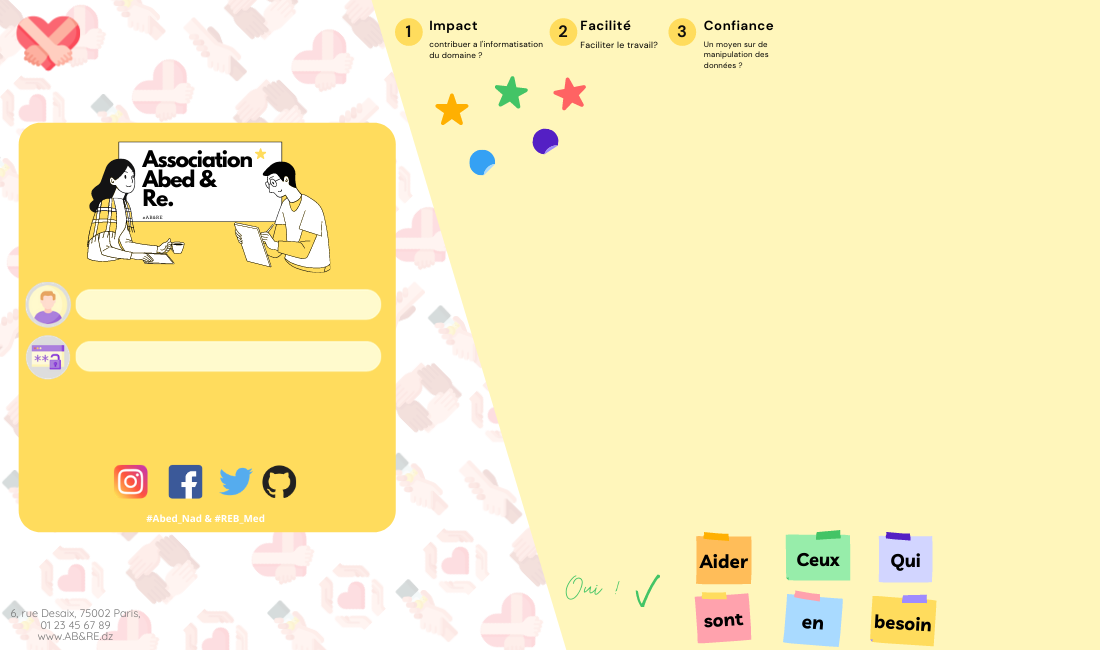 1 Impact
contribuer a l'informatisation
du domaine ?
2 Facilité
Faciliter le travail?
3 Confiance
Un moyen sur de
manipulation des
données ?
Association
Abed &
Re.
#AB&RE
**
#Abed_Nad & #REB_Med
6, rue Desaix, 75002 Paris,
01 23 45 67 89
www.AB&RE.dz
Oui !
Aider Ceux Qui
sont en besoin